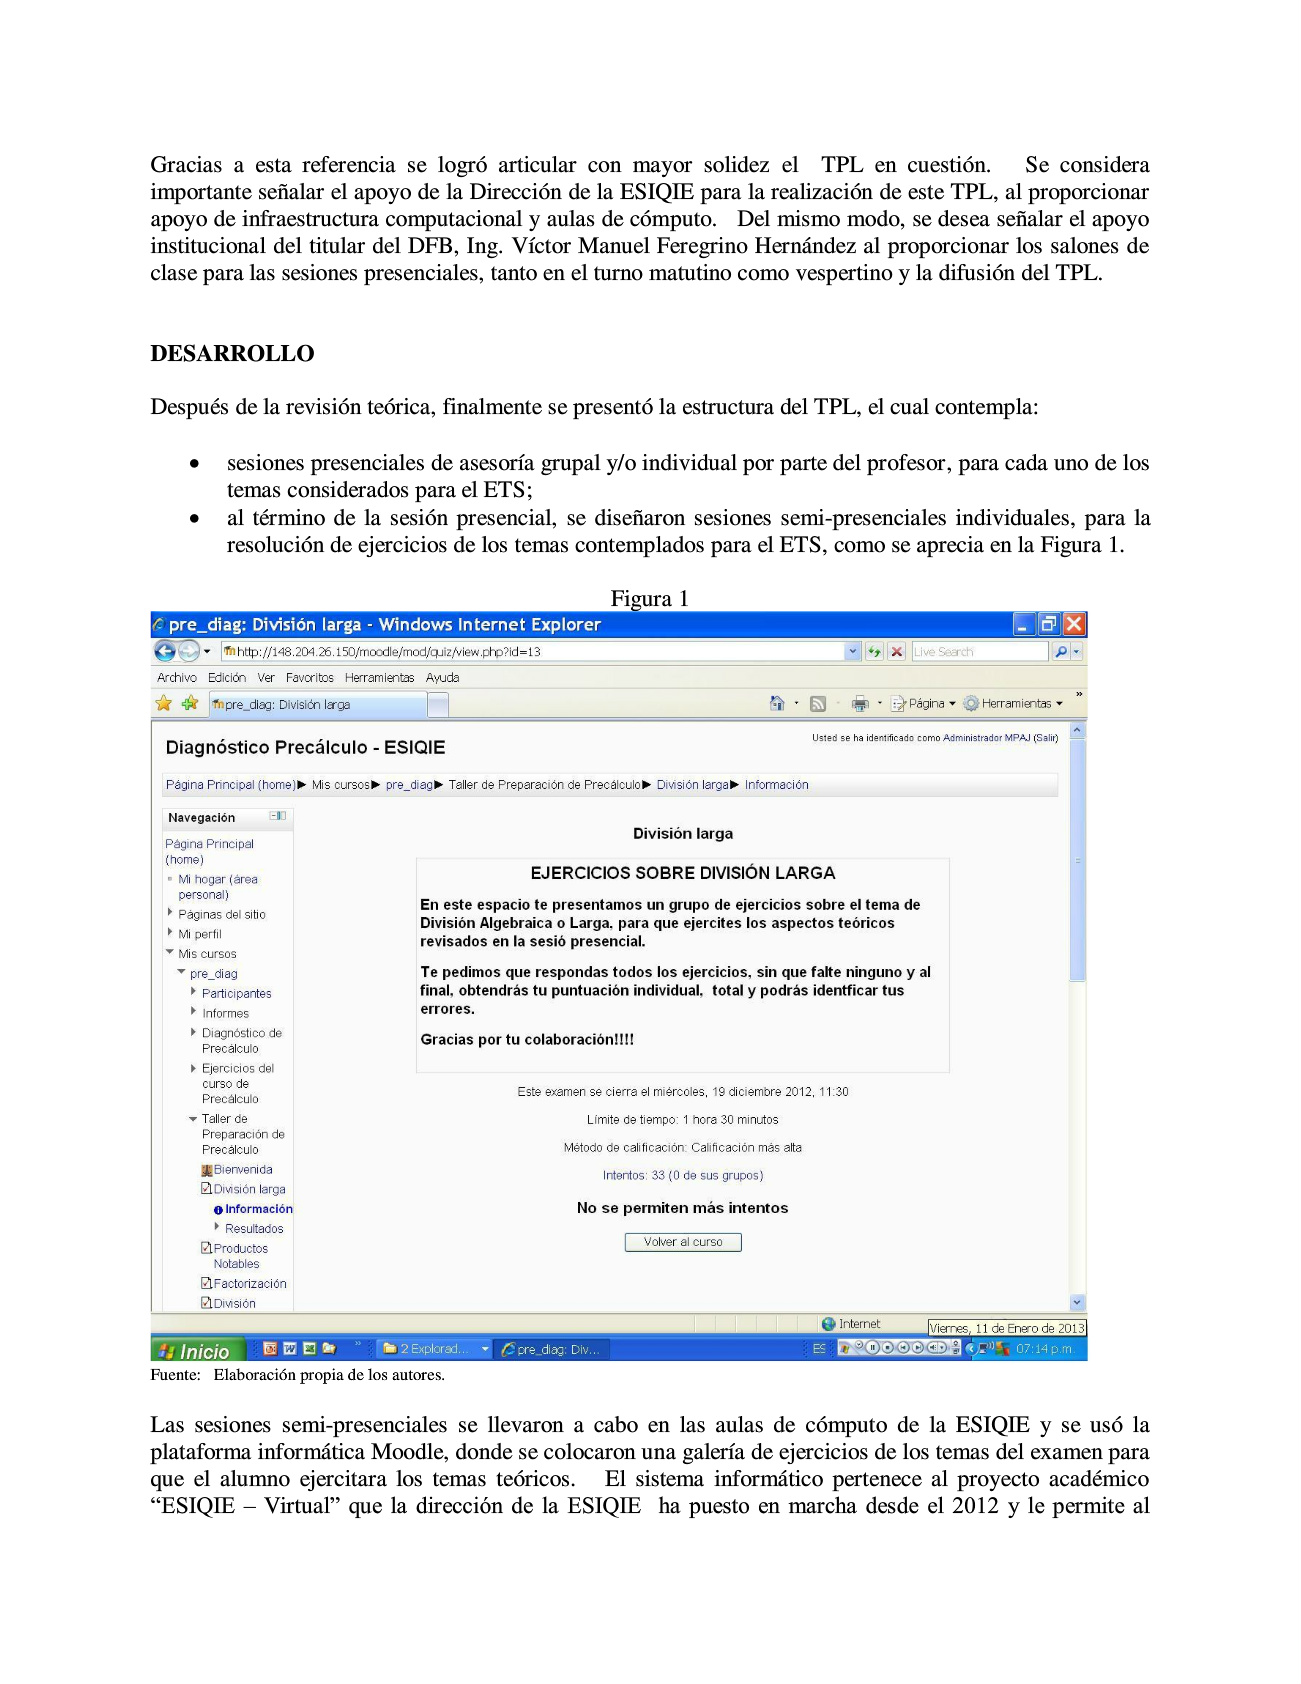 Gracias a esta referencia se logró articular con mayor solidez el TPL en cuestión. Se considera
importante señalar el apoyo de la Dirección de la ESIQIE para la realización de este TPL, al proporcionar
apoyo de infraestructura computacional y aulas de cómputo. Del mismo modo, se desea señalar el apoyo
institucional del titular del DFB, Ing. Víctor Manuel Feregrino Hernández al proporcionar los salones de
clase para las sesiones presenciales, tanto en el turno matutino como vespertino y la difusión del TPL.
DESARROLLO
Después de la revisión teórica, finalmente se presentó la estructura del TPL, el cual contempla:
• sesiones presenciales de asesoría grupal y/o individual por parte del profesor, para cada uno de los
temas considerados para el ETS;
• al término de la sesión presencial, se diseñaron sesiones semi-presenciales individuales, para la
resolución de ejercicios de los temas contemplados para el ETS, como se aprecia en la Figura 1.
Figura 1
pre_diag: División larga - Windows Internet Explorer
http://148.204.26.150/moodle/mod/quiz/view.php?id=13
Live Search
Archivo Edición Ver Favoritos Herramientas Ayuda
pre_diag: División larga
Página Herramientas »
Diagnóstico Precálculo - ESIQIE
Usted se ha identificado como Administrador MPAJ (Salir)
Página Principal (home)► Mis cursos► pre_diag► Taller de Preparación de Precálculo► División larga► Información
Navegación
Página Principal
(home)
Mi hogar (área
personal)
Páginas del sitio
Mi perfil
Mis cursos
pre_diag
Participantes
Informes
Diagnóstico de
Precálculo
Ejercicios del
curso de
Precálculo
Taller de
Preparación de
Precálculo
Bienvenida
División larga
Información
Resultados
Productos
Notables
Factorización
División
División larga
EJERCICIOS SOBRE DIVISIÓN LARGA
En este espacio te presentamos un grupo de ejercicios sobre el tema de
División Algebraica o Larga, para que ejercites los aspectos teóricos
revisados en la sesió presencial.
Te pedimos que respondas todos los ejercicios, sin que falte ninguno y al
final, obtendrás tu puntuación individual, total y podrás identficar tus
errores.
Gracias por tu colaboración!!!!
Este examen se cierra el miércoles, 19 diciembre 2012, 11:30
Límite de tiempo: 1 hora 30 minutos
Método de calificación: Calificación más alta
Intentos: 33 (0 de sus grupos)
No se permiten más intentos
Volver al curso
Internet
Viernes, 11 de Enero de 2013
Inicio
» 2 Explorad...
pre_diag: Div...
ES
07:14 p.m.
Fuente: Elaboración propia de los autores.
Las sesiones semi-presenciales se llevaron a cabo en las aulas de cómputo de la ESIQIE y se usó la
plataforma informática Moodle, donde se colocaron una galería de ejercicios de los temas del examen para
que el alumno ejercitara los temas teóricos. El sistema informático pertenece al proyecto académico
“ESIQIE – Virtual” que la dirección de la ESIQIE ha puesto en marcha desde el 2012 y le permite al